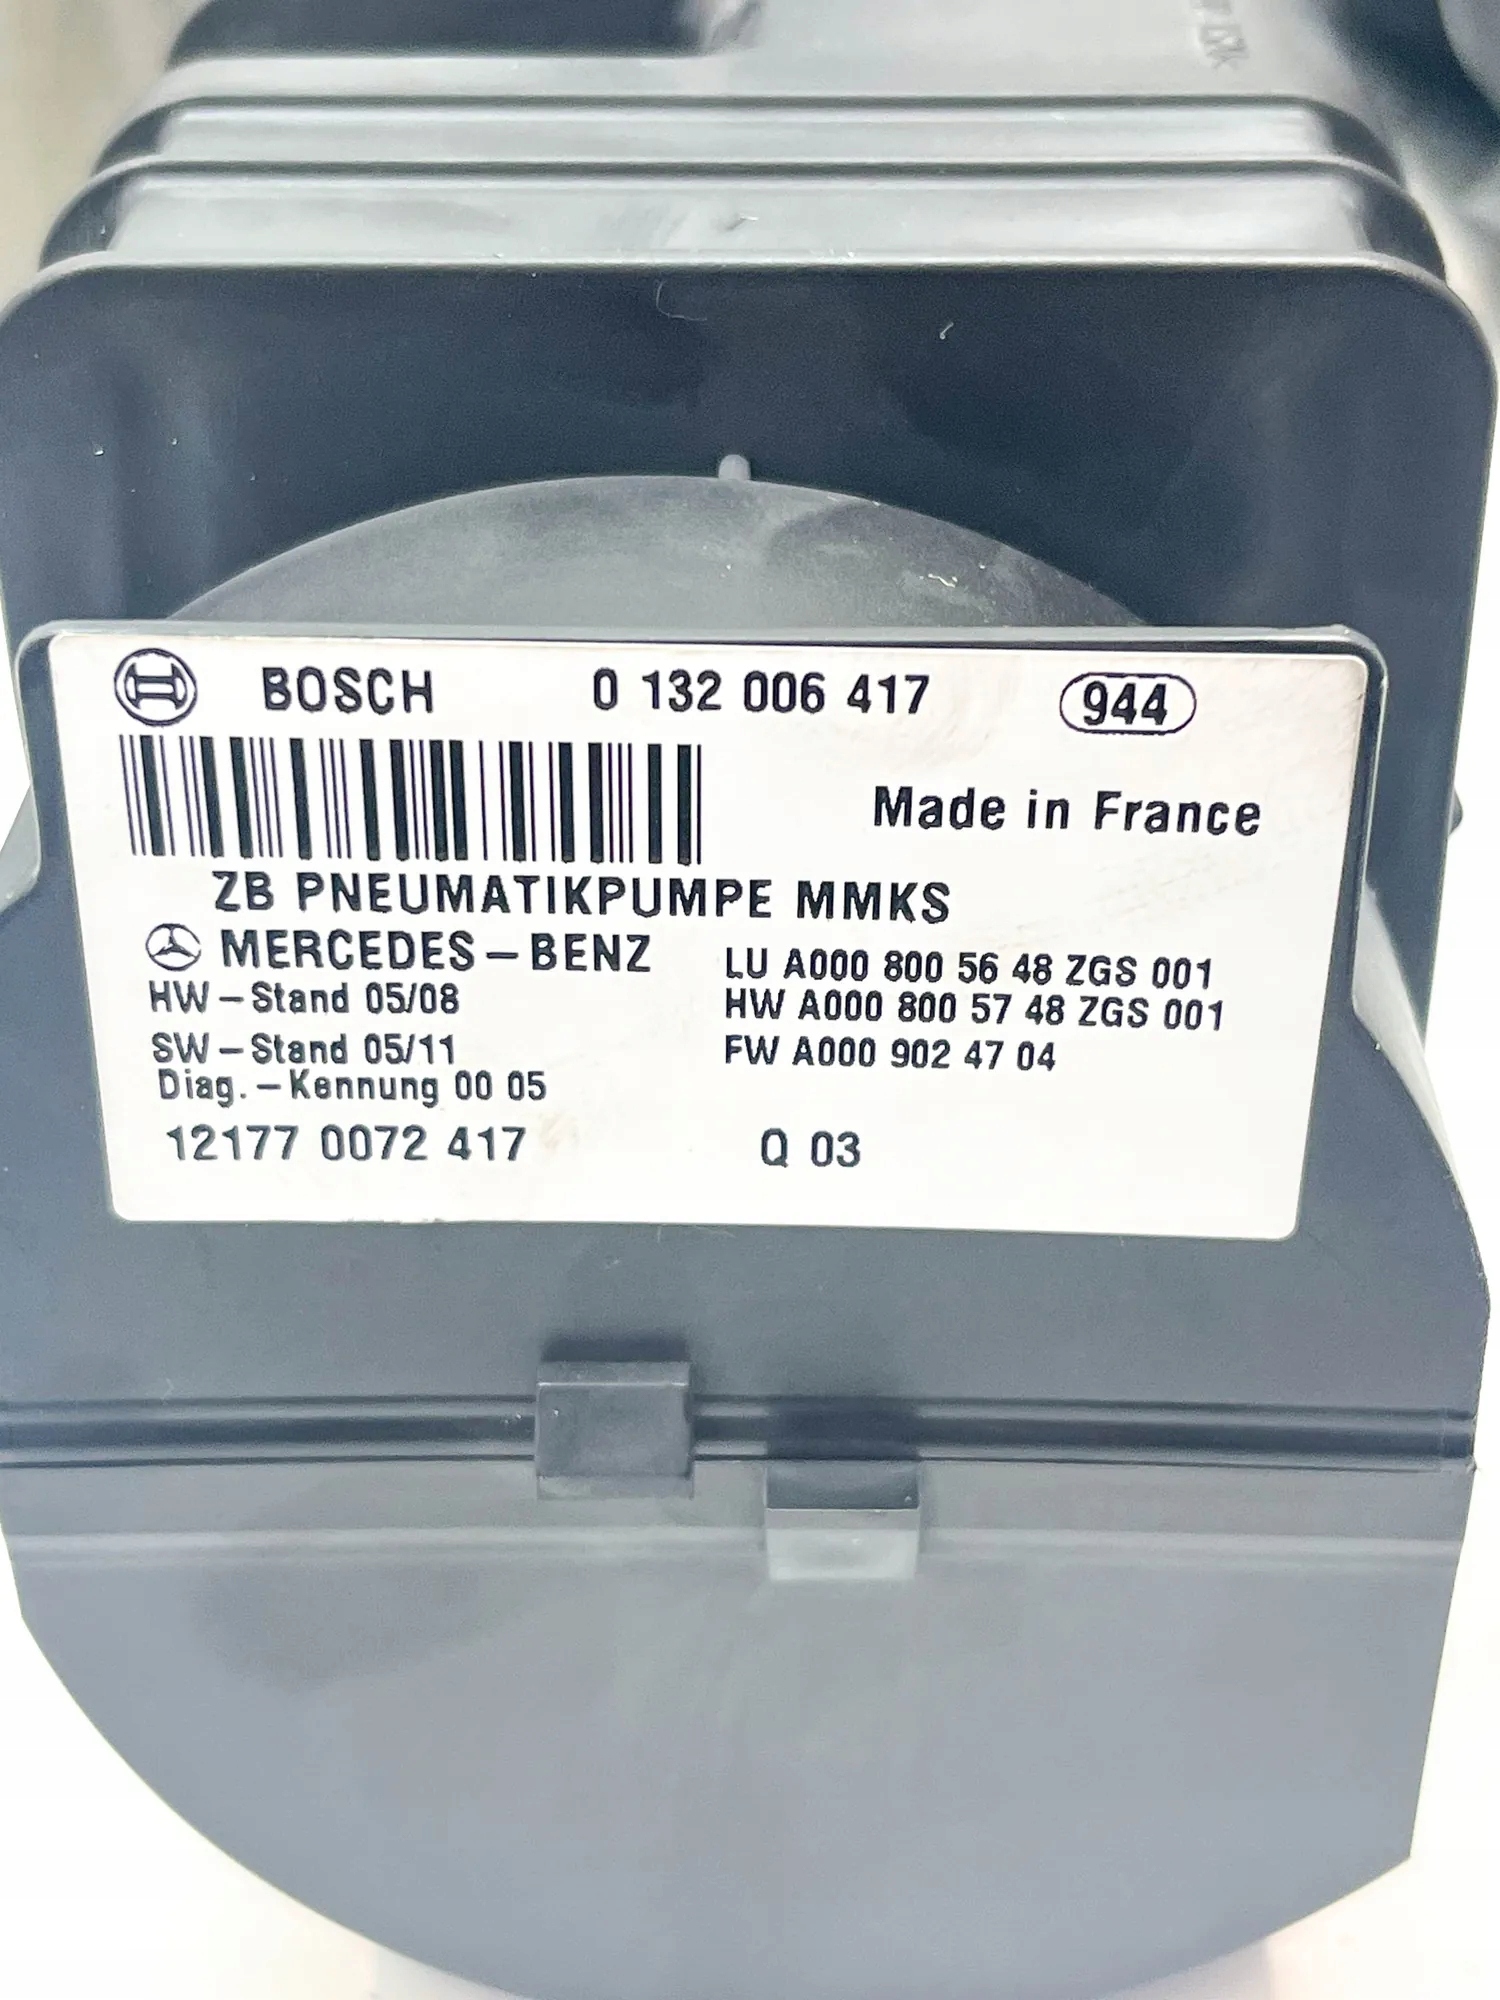 BOSCH 0 132 006 417 944
Made in France
ZB PNEUMATIKPUMPE MMKS
MERCEDES-BENZ LU A000 800 56 48 ZGS 001
HW-Stand 05/08 HW A000 800 57 48 ZGS 001
SW-Stand 05/11 FW A000 902 47 04
Diag.-Kennung 00 05
12177 0072 417 Q 03